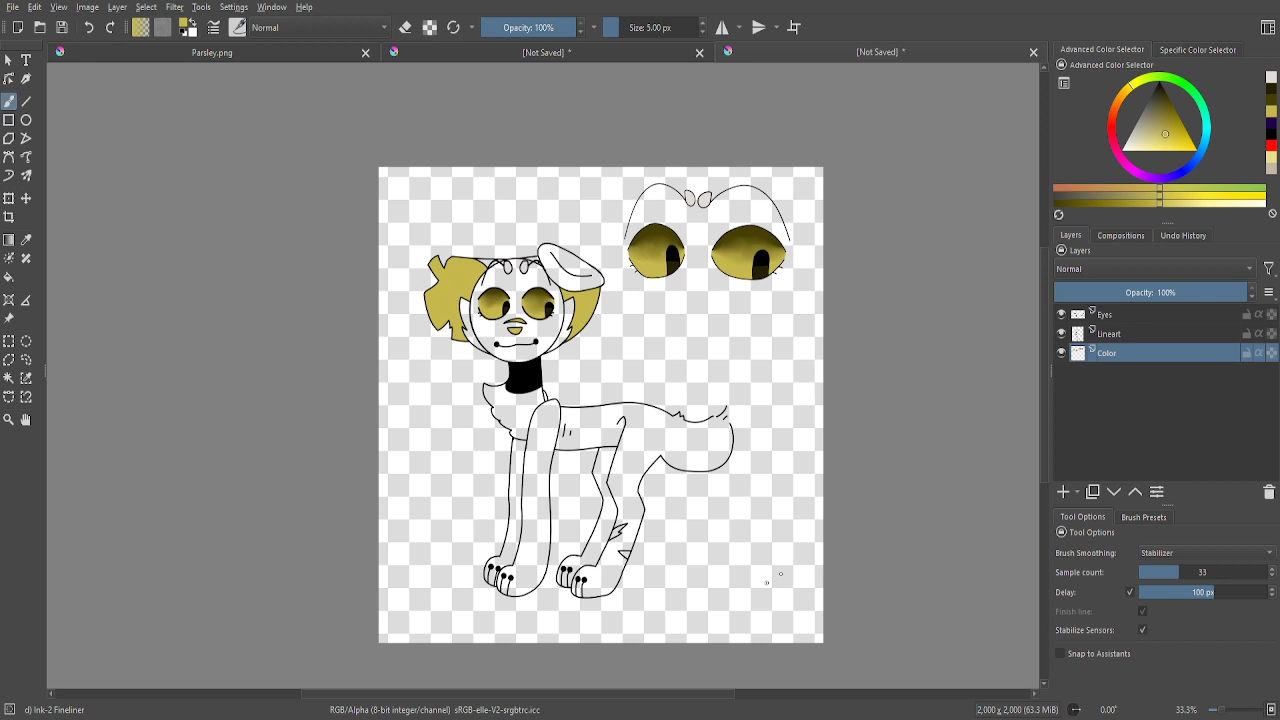 File Edit View Image Layer Select Filter Tools Settings Window Help
Normal Opacity: 100% Size: 5.00 px
Parsley.png [Not Saved] * [Not Saved] *
Advanced Color Selector Specific Color Selector
Advanced Color Selector
Layers Compositions Undo History
Layers
Normal
Opacity: 100%
Eyes
Lineart
Color
Tool Options Brush Presets
Tool Options
Brush Smoothing: Stabilizer
Sample count: 33
Delay: 100 px
Finish line:
Stabilize Sensors:
Snap to Assistants
d) Ink-2 Fineliner RGB/Alpha (8-bit integer/channel) sRGB-elle-V2-srgbtrc.icc 2,000 x 2,000 (63.3 MiB) 0.00° 33.3%